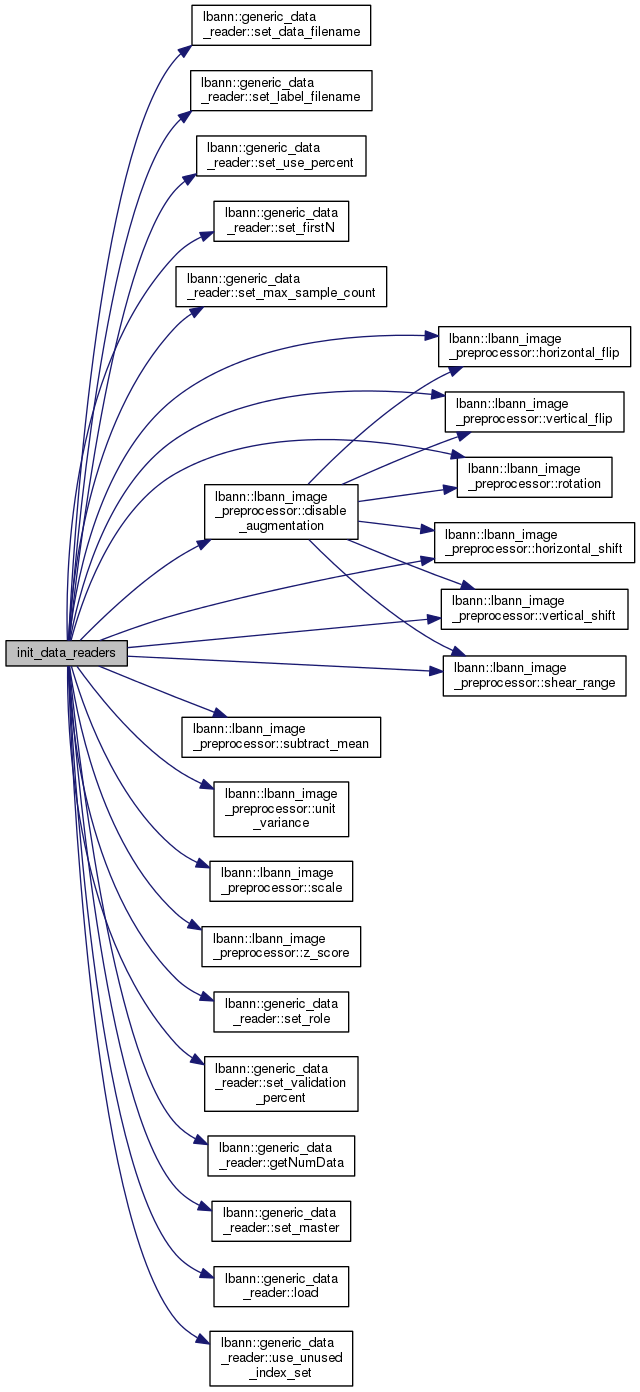 lbann::generic_data
_reader::set_data_filename
lbann::generic_data
_reader::set_label_filename
lbann::generic_data
_reader::set_use_percent
lbann::generic_data
_reader::set_firstN
lbann::generic_data
_reader::set_max_sample_count
lbann::lbann_image
_preprocessor::horizontal_flip
lbann::lbann_image
_preprocessor::vertical_flip
lbann::lbann_image
_preprocessor::rotation
lbann::lbann_image
_preprocessor::disable
_augmentation
lbann::lbann_image
_preprocessor::horizontal_shift
lbann::lbann_image
_preprocessor::vertical_shift
init_data_readers
lbann::lbann_image
_preprocessor::shear_range
lbann::lbann_image
_preprocessor::subtract_mean
lbann::lbann_image
_preprocessor::unit
_variance
lbann::lbann_image
_preprocessor::scale
lbann::lbann_image
_preprocessor::z_score
lbann::generic_data
_reader::set_role
lbann::generic_data
_reader::set_validation
_percent
lbann::generic_data
_reader::getNumData
lbann::generic_data
_reader::set_master
lbann::generic_data
_reader::load
lbann::generic_data
_reader::use_unused
_index_set